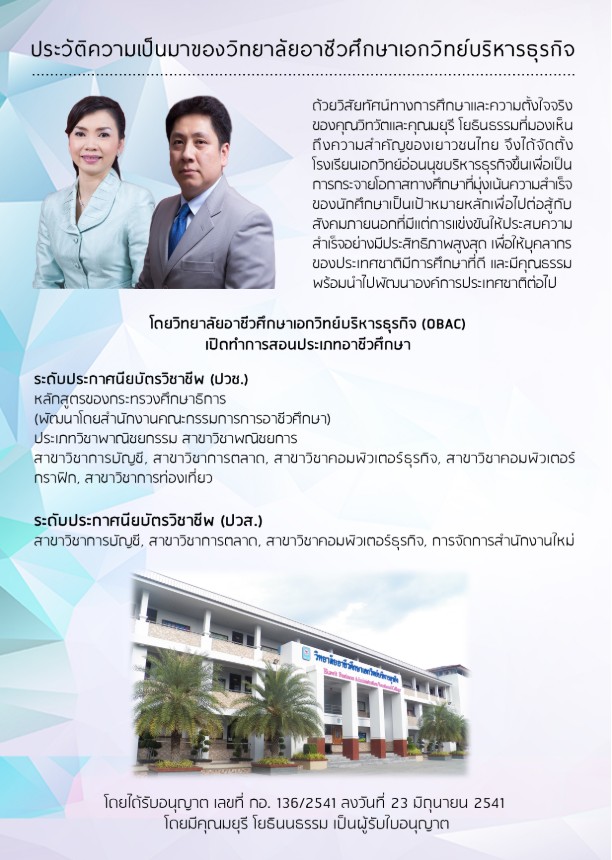 ประวัติความเป็นมาของวิทยาลัยอาชีวศึกษาเอกวิทย์บริหารธุรกิจ
ด้วยวิสัยทัศน์ทางการศึกษาและความตั้งใจจริง
ของคุณวิทวัตและคุณมยุรี โยธินธรรมที่มองเห็น
ถึงความสำคัญของเยาวชนไทย จึงได้จัดตั้ง
โรงเรียนเอกวิทย์อ่อนนุชบริหารธุรกิจขึ้นเพื่อเป็น
การกระจายโอกาสทางศึกษาที่มุ่งเน้นความสำเร็จ
ของนักศึกษาเป็นเป้าหมายหลักเพื่อไปต่อสู้กับ
สังคมภายนอกที่มีแต่การแข่งขันให้ประสบความ
สำเร็จอย่างมีประสิทธิภาพสูงสุด เพื่อให้บุคลากร
ของประเทศชาติมีการศึกษาที่ดี และมีคุณธรรม
พร้อมนำไปพัฒนาองค์การประเทศชาติต่อไป
โดยวิทยาลัยอาชีวศึกษาเอกวิทย์บริหารธุรกิจ (OBAC)
เปิดทำการสอนประเภทอาชีวศึกษา
ระดับประกาศนียบัตรวิชาชีพ (ปวช.)
หลักสูตรของกระทรวงศึกษาธิการ
(พัฒนาโดยสำนักงานคณะกรรมการการอาชีวศึกษา)
ประเภทวิชาพาณิชยกรรม สาขาวิชาพณิชยการ
สาขาวิชาการบัญชี, สาขาวิชาการตลาด, สาขาวิชาคอมพิวเตอร์ธุรกิจ, สาขาวิชาคอมพิวเตอร์
กราฟิก, สาขาวิชาการท่องเที่ยว
ระดับประกาศนียบัตรวิชาชีพ (ปวส.)
สาขาวิชาการบัญชี, สาขาวิชาการตลาด, สาขาวิชาคอมพิวเตอร์ธุรกิจ, การจัดการสำนักงานใหม่
วิทยาลัยอาชีวศึกษาเอกวิทย์บริหารธุรกิจ
โดยได้รับอนุญาต เลขที่ กอ. 136/2541 ลงวันที่ 23 มิถุนายน 2541
โดยมีคุณมยุรี โยธินนธรรม เป็นผู้รับใบอนุญาต